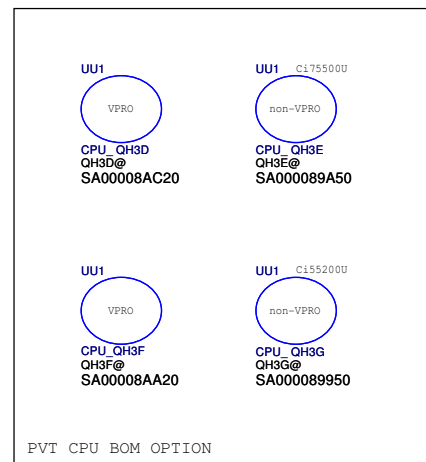 UU1
VPRO
CPU_QH3D
QH3D@
SA00008AC20
UU1 Ci75500U
non-VPRO
CPU_QH3E
QH3E@
SA000089A50
UU1
VPRO
CPU_QH3F
QH3F@
SA00008AA20
UU1 Ci55200U
non-VPRO
CPU_QH3G
QH3G@
SA000089950
PVT CPU BOM OPTION